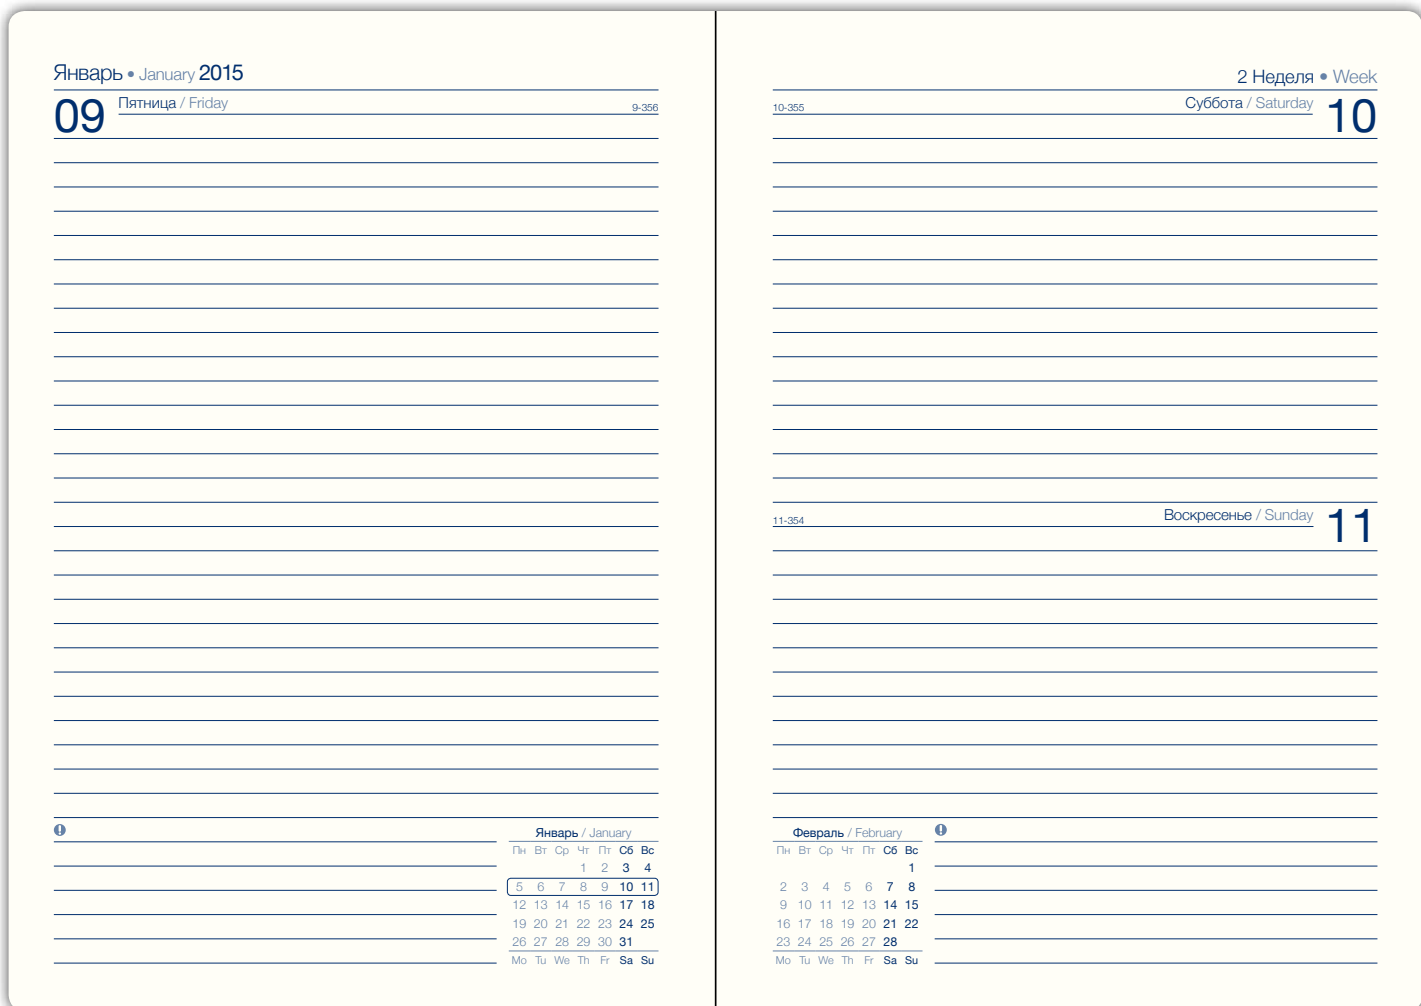 Январь • January 2015
09 Пятница / Friday 9-356
Январь / January
Пн Вт Ср Чт Пт Сб Вс
1 2 3 4
5 6 7 8 9 10 11
12 13 14 15 16 17 18
19 20 21 22 23 24 25
26 27 28 29 30 31
Mo Tu We Th Fr Sa Su
2 Неделя • Week
10-355 Суббота / Saturday 10
11-354 Воскресенье / Sunday 11
Февраль / February
Пн Вт Ср Чт Пт Сб Вс
1
2 3 4 5 6 7 8
9 10 11 12 13 14 15
16 17 18 19 20 21 22
23 24 25 26 27 28
Mo Tu We Th Fr Sa Su